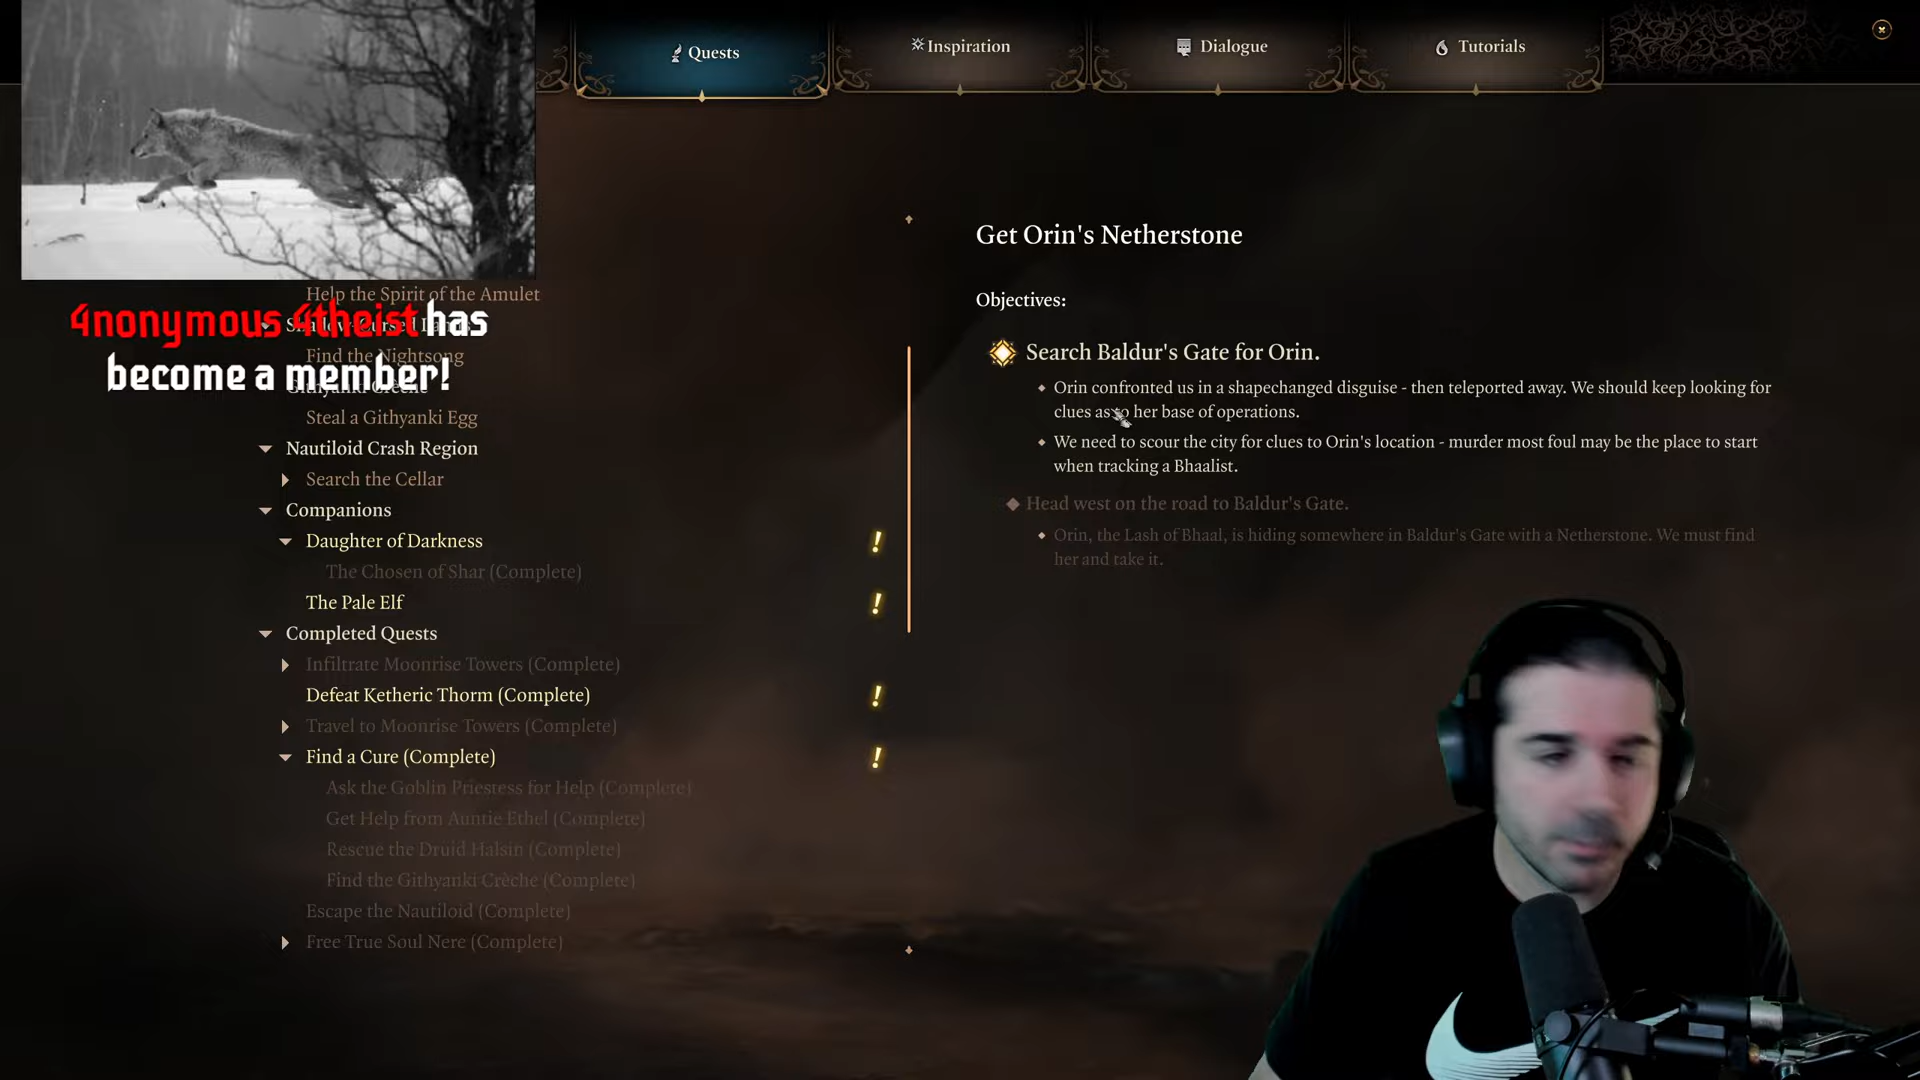 Quests
Inspiration
Dialogue
Tutorials
4nonymous 4theist has
become a member!
Help the Spirit of the Amulet
Shadow-Cursed Lands
Find the Nightsong
Githyanki Crèche
Steal a Githyanki Egg
Nautiloid Crash Region
Search the Cellar
Companions
Daughter of Darkness
The Chosen of Shar (Complete)
The Pale Elf
Completed Quests
Infiltrate Moonrise Towers (Complete)
Defeat Ketheric Thorm (Complete)
Travel to Moonrise Towers (Complete)
Find a Cure (Complete)
Ask the Goblin Priestess for Help (Complete)
Get Help from Auntie Ethel (Complete)
Rescue the Druid Halsin (Complete)
Find the Githyanki Crèche (Complete)
Escape the Nautiloid (Complete)
Free True Soul Nere (Complete)
Get Orin's Netherstone
Objectives:
Search Baldur's Gate for Orin.
Orin confronted us in a shapechanged disguise - then teleported away. We should keep looking for
clues as to her base of operations.
We need to scour the city for clues to Orin's location - murder most foul may be the place to start
when tracking a Bhaalist.
Head west on the road to Baldur's Gate.
Orin, the Lash of Bhaal, is hiding somewhere in Baldur's Gate with a Netherstone. We must find
her and take it.